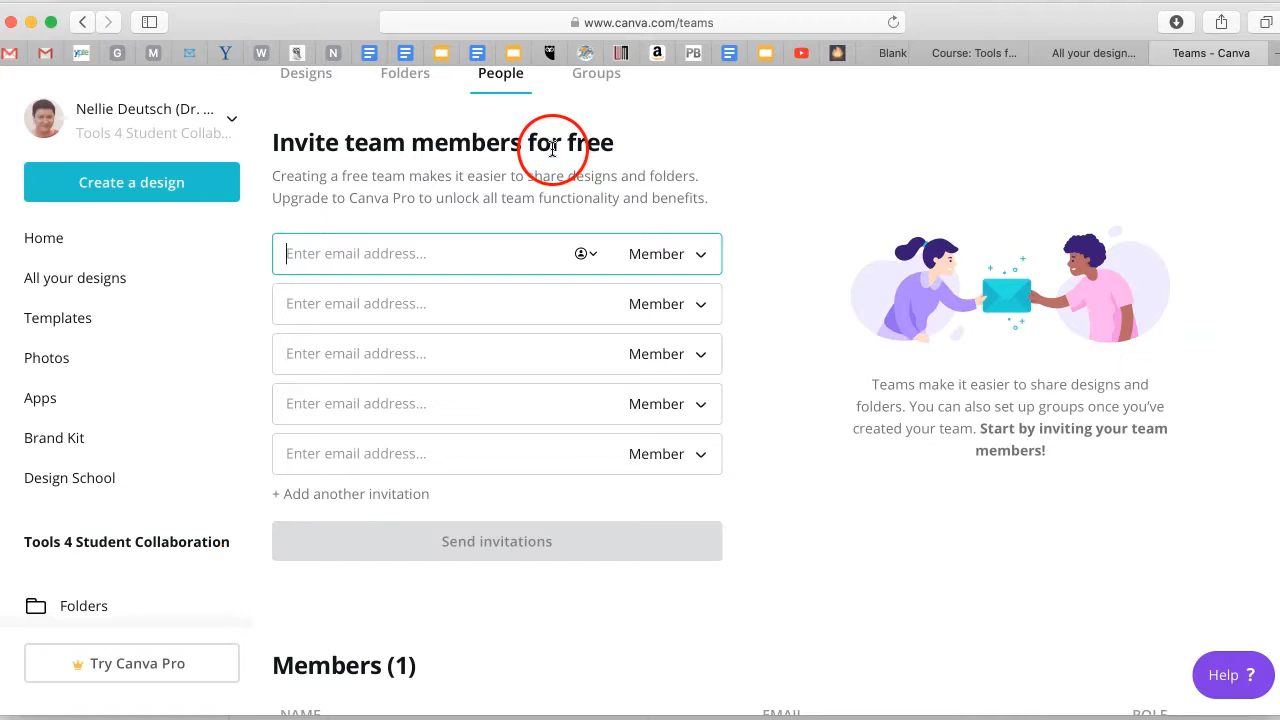 www.canva.com/teams
Blank
Course: Tools f...
All your design...
Teams - Canva
Designs
Folders
People
Groups
Nellie Deutsch (Dr. ...
Tools 4 Student Collab...
Create a design
Home
All your designs
Templates
Photos
Apps
Brand Kit
Design School
Tools 4 Student Collaboration
Folders
Try Canva Pro
Invite team members for free
Creating a free team makes it easier to share designs and folders.
Upgrade to Canva Pro to unlock all team functionality and benefits.
Enter email address...
Member
Enter email address...
Member
Enter email address...
Member
Enter email address...
Member
Enter email address...
Member
+ Add another invitation
Send invitations
Teams make it easier to share designs and
folders. You can also set up groups once you've
created your team. Start by inviting your team
members!
Members (1)
NAME
EMAIL
ROLE
Help ?